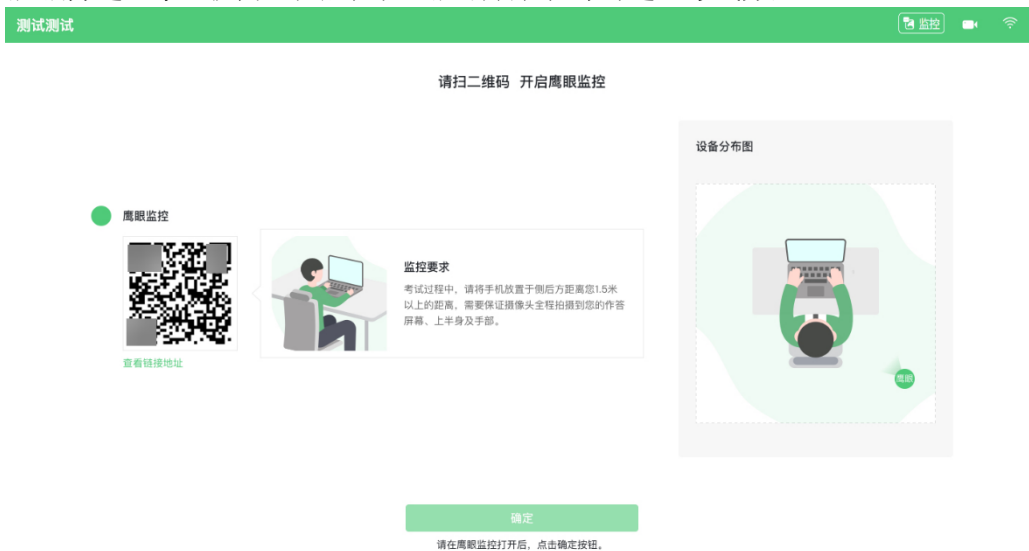 测试测试
监控
请扫二维码 开启鹰眼监控
设备分布图
鹰眼监控
监控要求
考试过程中，请将手机放置于侧后方距离您1.5米
以上的距离，需要保证摄像头全程拍摄到您的作答
屏幕、上半身及手部。
查看链接地址
鹰眼
确定
请在鹰眼监控打开后，点击确定按钮。